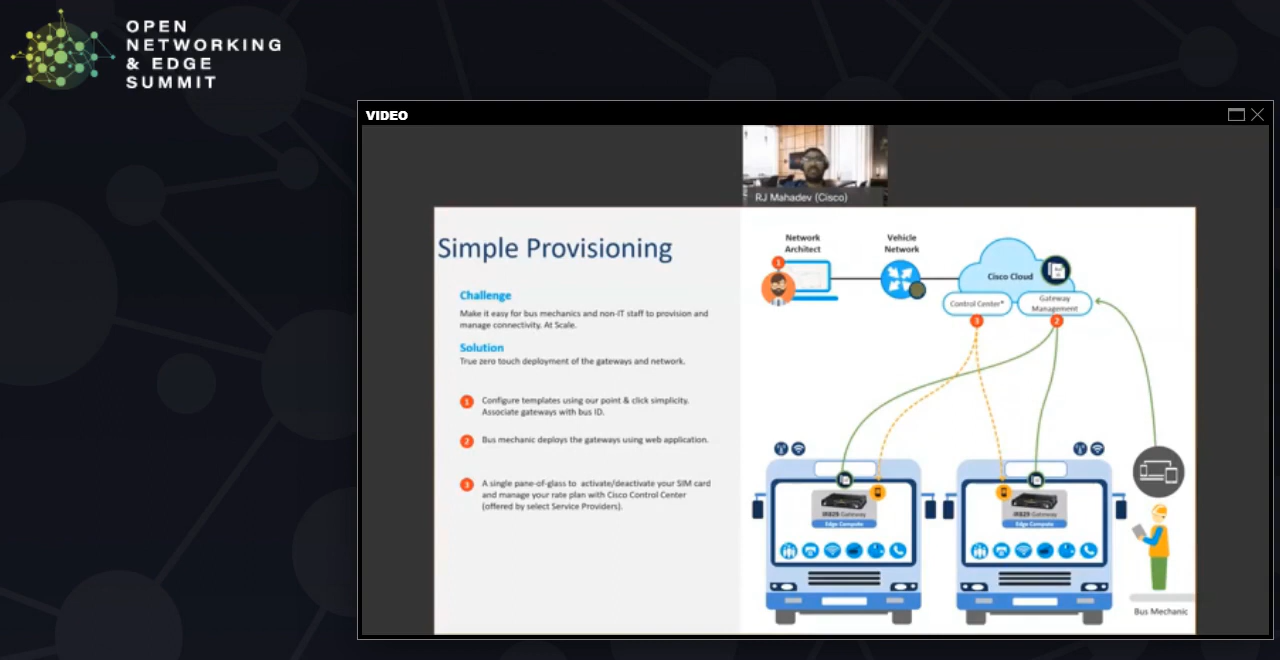 OPEN
NETWORKING
& EDGE
SUMMIT
VIDEO
RJ Mahadev (Cisco)
Simple Provisioning
Challenge
Make it easy for bus mechanics and non-IT staff to provision and
manage connectivity. At Scale.
Solution
True zero touch deployment of the gateways and network.
1 Configure templates using our point & click simplicity.
Associate gateways with bus ID.
2 Bus mechanic deploys the gateways using web application.
3 A single pane-of-glass to activate/deactivate your SIM card
and manage your rate plan with Cisco Control Center
(offered by select Service Providers).
Network
Architect
Vehicle
Network
1
Cisco Cloud
Control Center*
Gateway
Management
3
2
IR829 Gateway
Edge Compute
IR829 Gateway
Edge Compute
Bus Mechanic